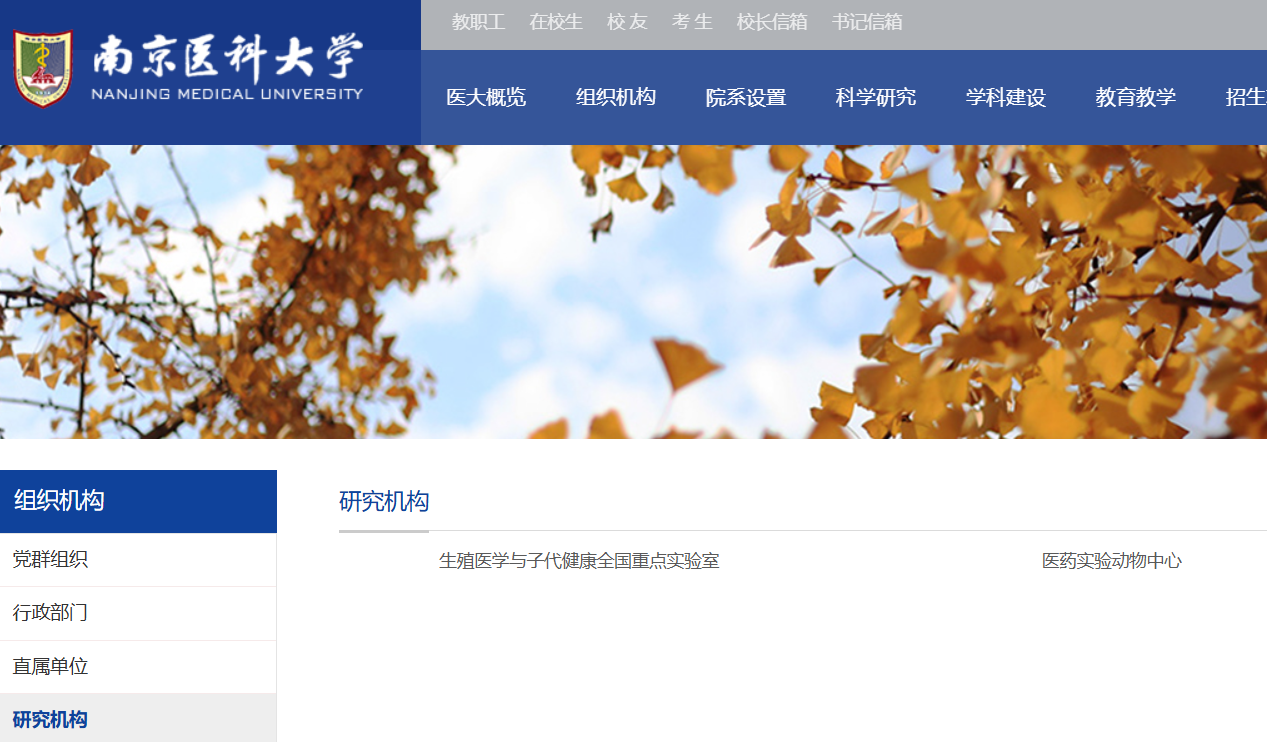 教职工 在校生 校 友 考 生 校长信箱 书记信箱
南京医科大学
NANJING MEDICAL UNIVERSITY
医大概览 组织机构 院系设置 科学研究 学科建设 教育教学 招生
组织机构
党群组织
行政部门
直属单位
研究机构
研究机构
生殖医学与子代健康全国重点实验室 医药实验动物中心